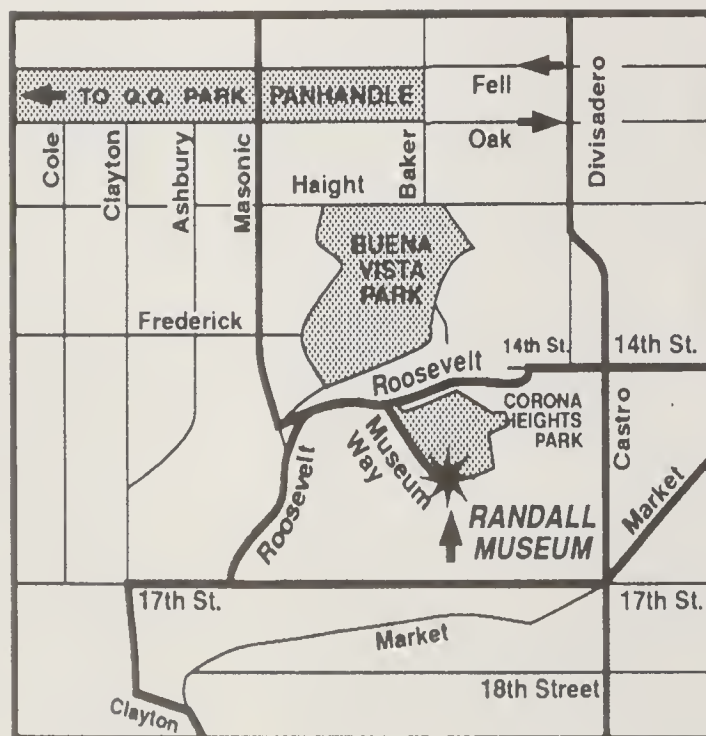 Fell
TO G.G. PARK PANHANDLE
Oak
Divisadero
Cole
Clayton
Ashbury
Masonic
Haight
Baker
BUENA
VISTA
PARK
Frederick
14th St.
14th St.
Roosevelt
CORONA
HEIGHTS
PARK
Castro
Museum
Way
Roosevelt
Market
RANDALL
MUSEUM
17th St.
17th St.
Market
18th Street
Clayton